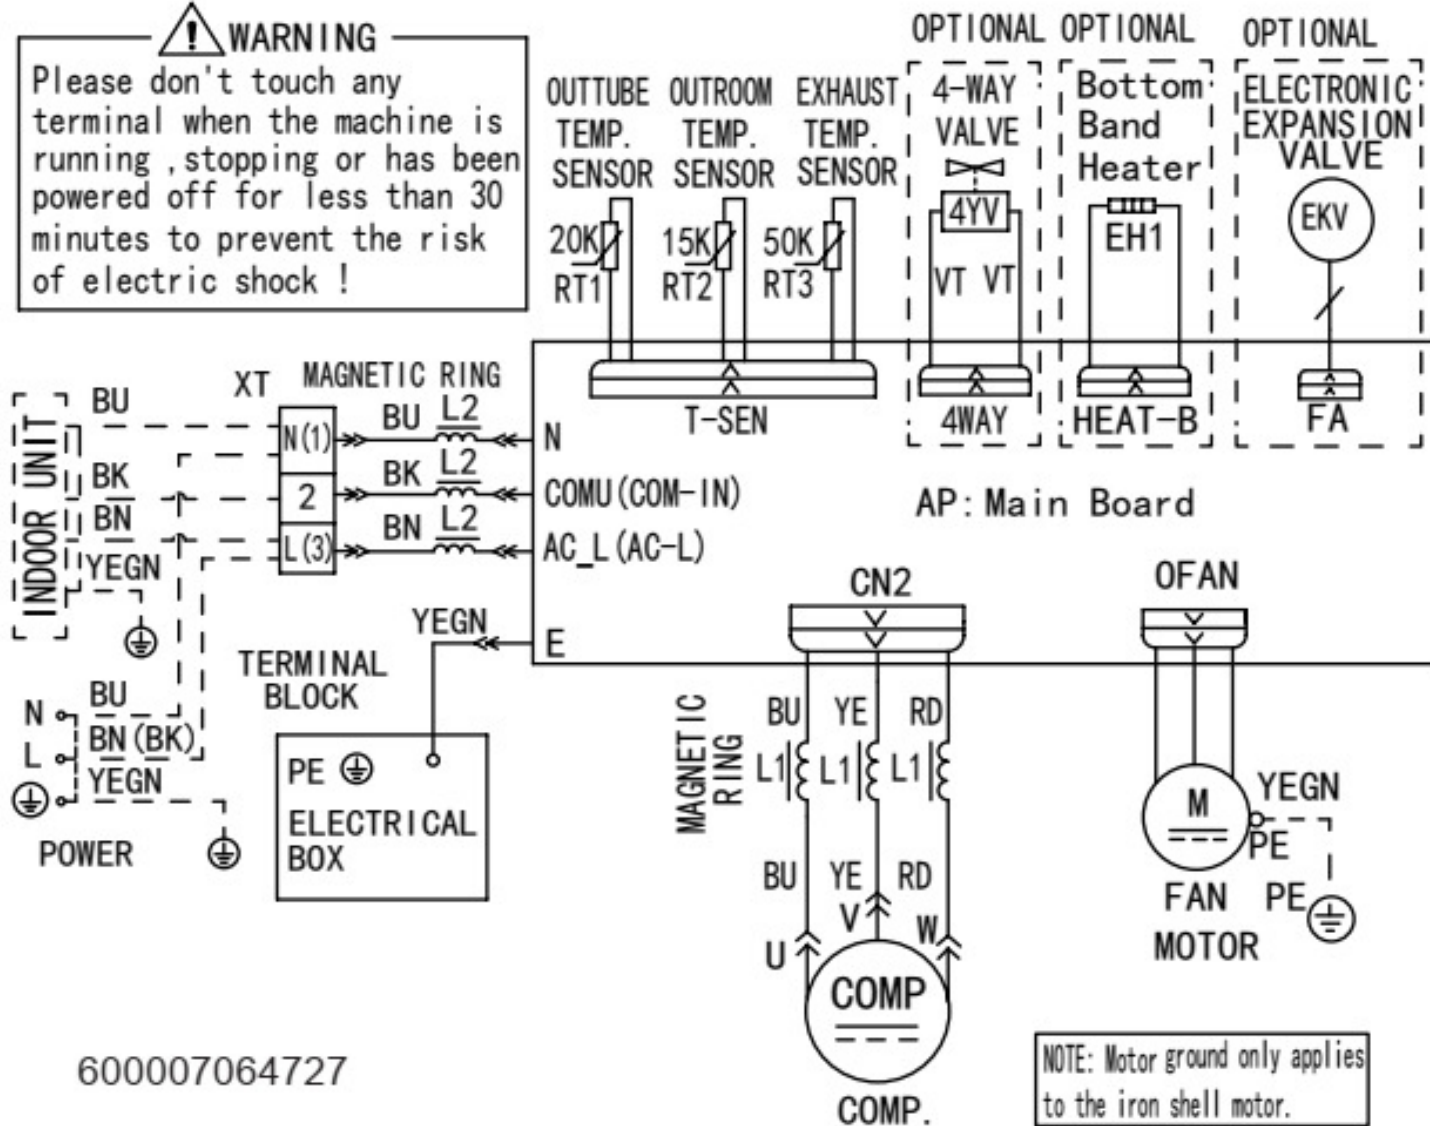 WARNING
Please don't touch any
terminal when the machine is
running ,stopping or has been
powered off for less than 30
minutes to prevent the risk
of electric shock !
OUTTUBE
TEMP.
SENSOR
OUTROOM
TEMP.
SENSOR
EXHAUST
TEMP.
SENSOR
OPTIONAL
4-WAY
VALVE
4YV
VT VT
4WAY
OPTIONAL
Bottom
Band
Heater
EH1
HEAT-B
OPTIONAL
ELECTRONIC
EXPANSION
VALVE
EKV
FA
20K
RT1
15K
RT2
50K
RT3
T-SEN
INDOOR UNIT
BU
BK
BN
YEGN
XT
N(1)
2
L(3)
MAGNETIC RING
BU L2
BK L2
BN L2
N
COMU(COM-IN)
AC_L(AC-L)
E
AP: Main Board
YEGN
TERMINAL
BLOCK
PE
ELECTRICAL
BOX
N BU
L BN(BK)
YEGN
POWER
CN2
MAGNETIC
RING
BU YE RD
L1 L1 L1
BU YE RD
U V W
COMP
COMP.
OFAN
M
FAN
MOTOR
YEGN
PE
PE
600007064727
NOTE: Motor ground only applies
to the iron shell motor.